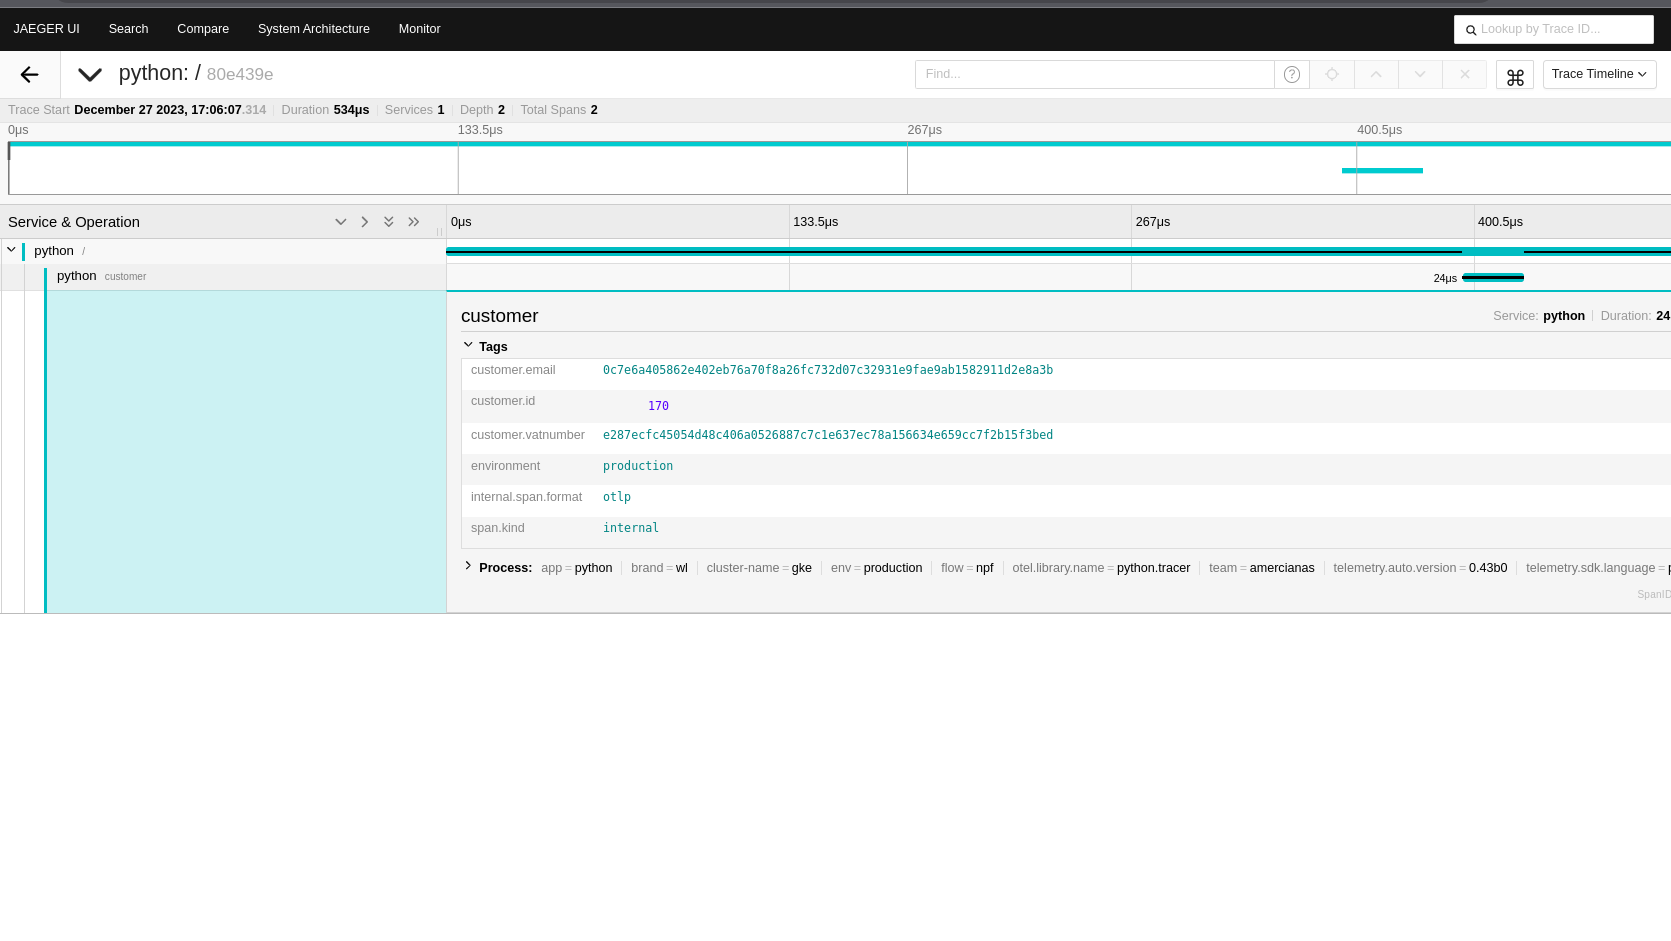 JAEGER UI Search Compare System Architecture Monitor Lookup by Trace ID...
python: / 80e439e Find... Trace Timeline
Trace Start December 27 2023, 17:06:07.314 Duration 534μs Services 1 Depth 2 Total Spans 2
0μs 133.5μs 267μs 400.5μs
Service & Operation 0μs 133.5μs 267μs 400.5μs
python /
python customer 24μs
customer Service: python Duration: 24
Tags
customer.email 0c7e6a405862e402eb76a70f8a26fc732d07c32931e9fae9ab1582911d2e8a3b
customer.id 170
customer.vatnumber e287ecfc45054d48c406a0526887c7c1e637ec78a156634e659cc7f2b15f3bed
environment production
internal.span.format otlp
span.kind internal
Process: app = python brand = wl cluster-name = gke env = production flow = npf otel.library.name = python.tracer team = amercianas telemetry.auto.version = 0.43b0 telemetry.sdk.language = p
SpanID